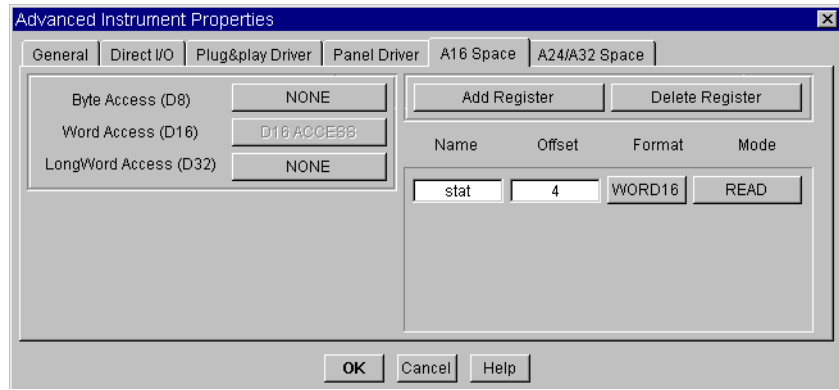 Advanced Instrument Properties
General Direct I/O Plug&play Driver Panel Driver A16 Space A24/A32 Space
Byte Access (D8) NONE
Word Access (D16) D16 ACCESS
LongWord Access (D32) NONE
Add Register Delete Register
Name Offset Format Mode
stat 4 WORD16 READ
OK Cancel Help